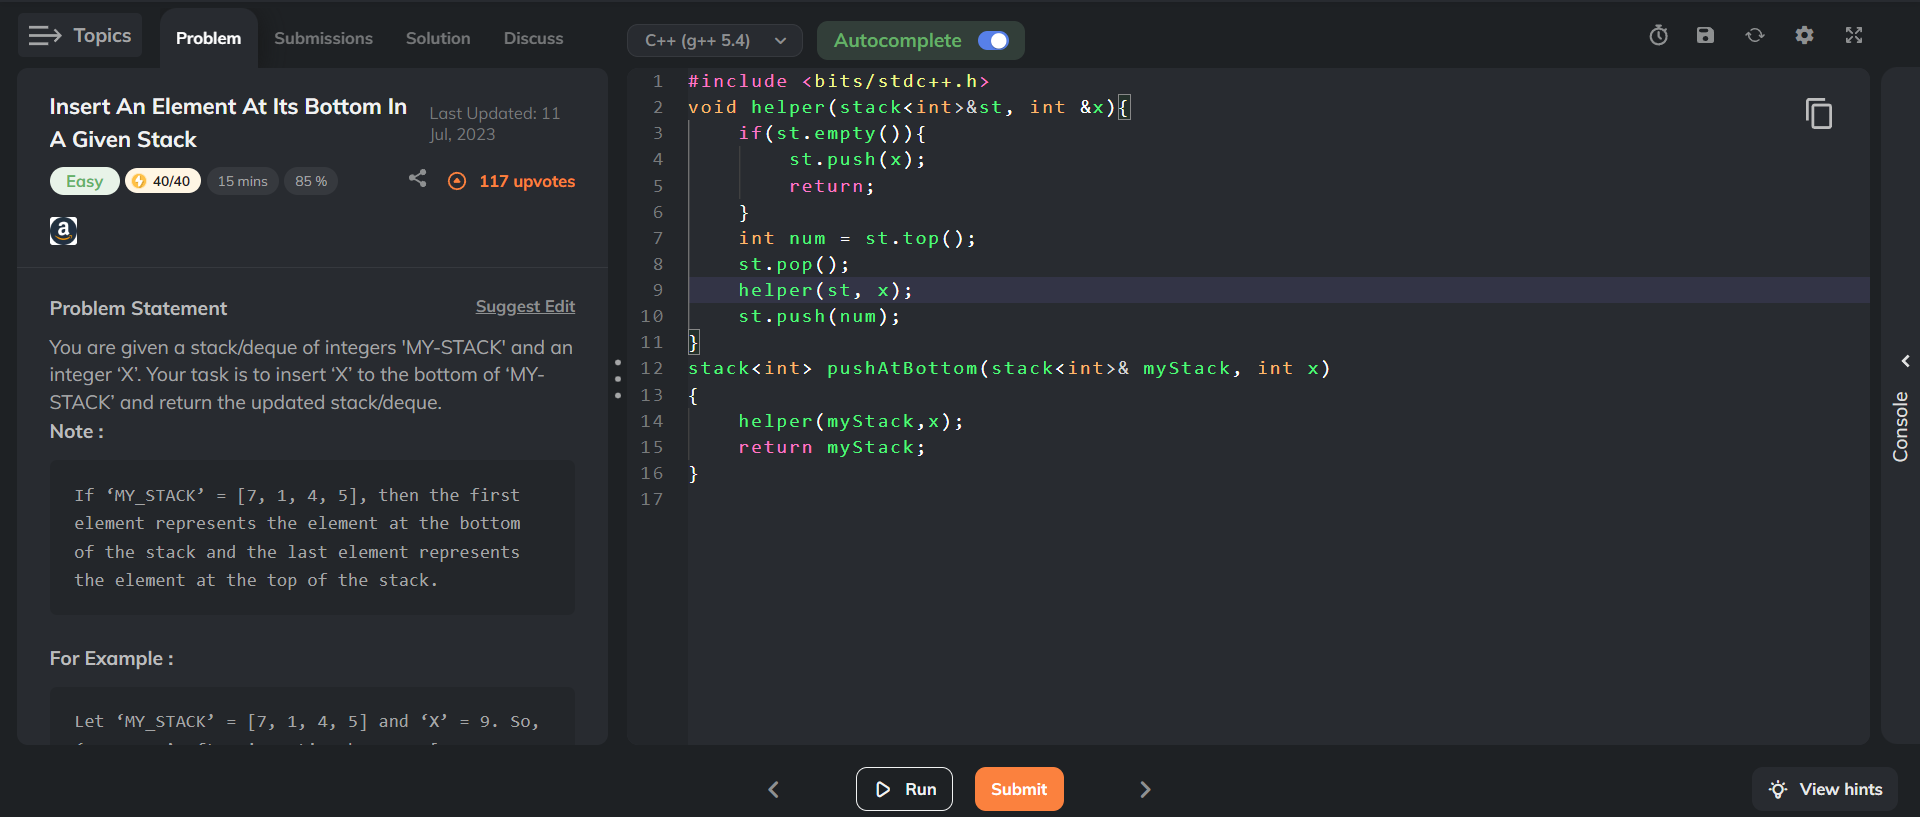 Topics
Problem
Submissions
Solution
Discuss
C++ (g++ 5.4)
Autocomplete
Insert An Element At Its Bottom In
A Given Stack
Last Updated: 11
Jul, 2023
Easy
40/40
15 mins
85 %
117 upvotes
a
Problem Statement
Suggest Edit
You are given a stack/deque of integers 'MY-STACK' and an
integer ‘X’. Your task is to insert ‘X’ to the bottom of ‘MY-
STACK’ and return the updated stack/deque.
Note :
If ‘MY_STACK’ = [7, 1, 4, 5], then the first
element represents the element at the bottom
of the stack and the last element represents
the element at the top of the stack.
For Example :
Let ‘MY_STACK’ = [7, 1, 4, 5] and ‘X’ = 9. So,
1 #include <bits/stdc++.h>
2 void helper(stack<int>&st, int &x){
3 if(st.empty()){
4 st.push(x);
5 return;
6 }
7 int num = st.top();
8 st.pop();
9 helper(st, x);
10 st.push(num);
11 }
12 stack<int> pushAtBottom(stack<int>& myStack, int x)
13 {
14 helper(myStack,x);
15 return myStack;
16 }
17
Console
Run
Submit
View hints